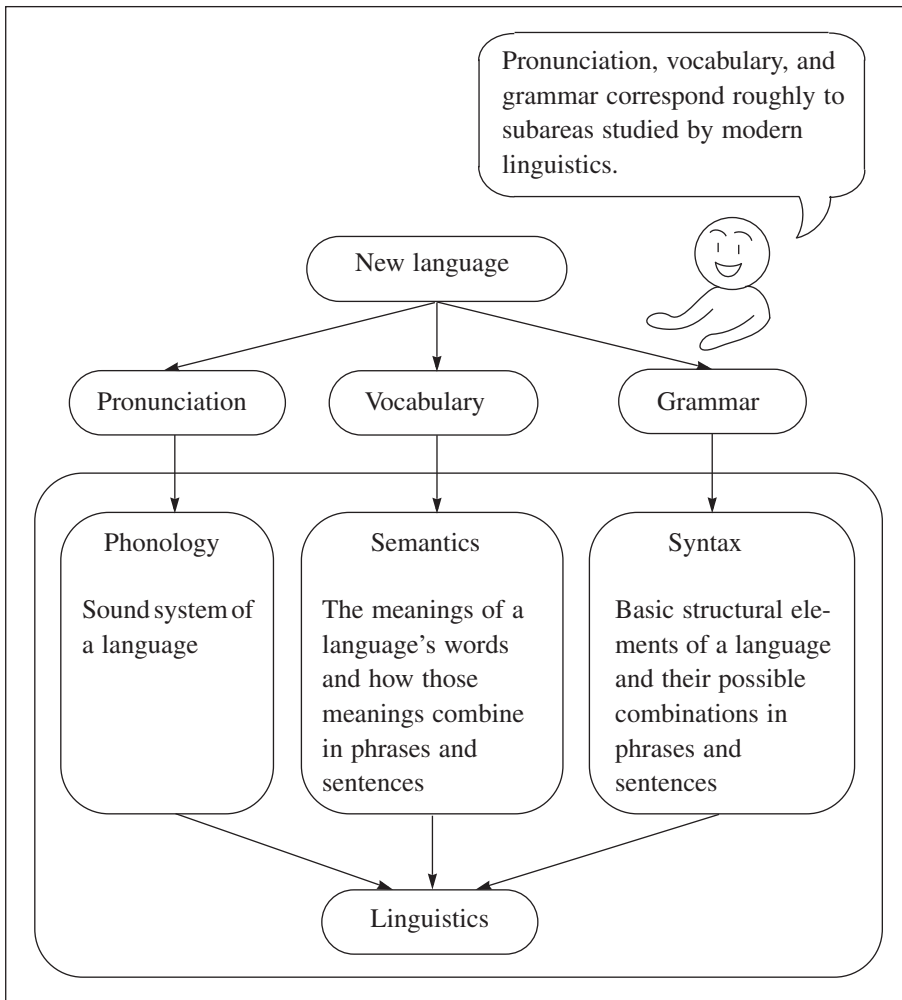 Pronunciation, vocabulary, and
grammar correspond roughly to
subareas studied by modern
linguistics.
New language
Pronunciation
Vocabulary
Grammar
Phonology
Sound system of
a language
Semantics
The meanings of a
language's words
and how those
meanings combine
in phrases and
sentences
Syntax
Basic structural ele-
ments of a language
and their possible
combinations in
phrases and
sentences
Linguistics